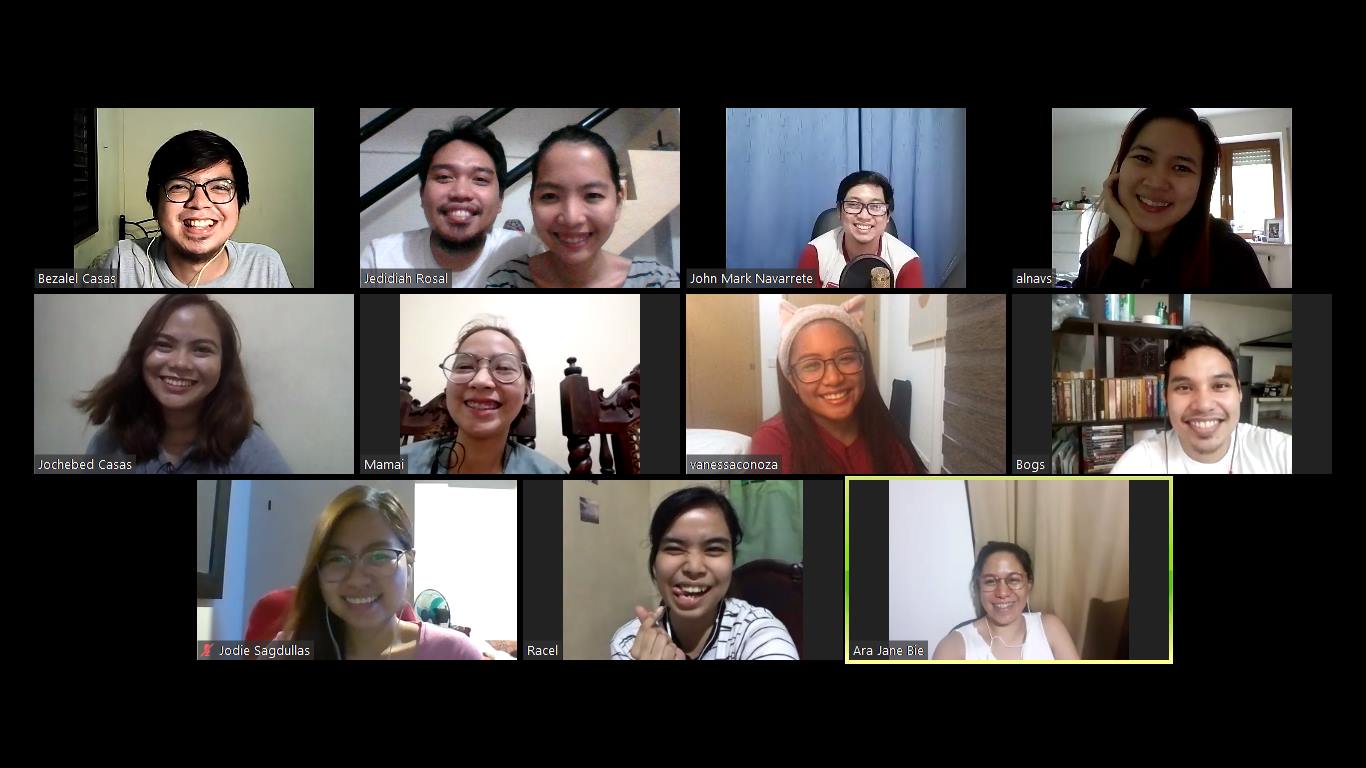 Bezalel Casas
Jedidiah Rosal
John Mark Navarrete
alnavs
Jochebed Casas
Mamai
vanessaconoza
Bogs
Jodie Sagdullas
Racel
Ara Jane Bie